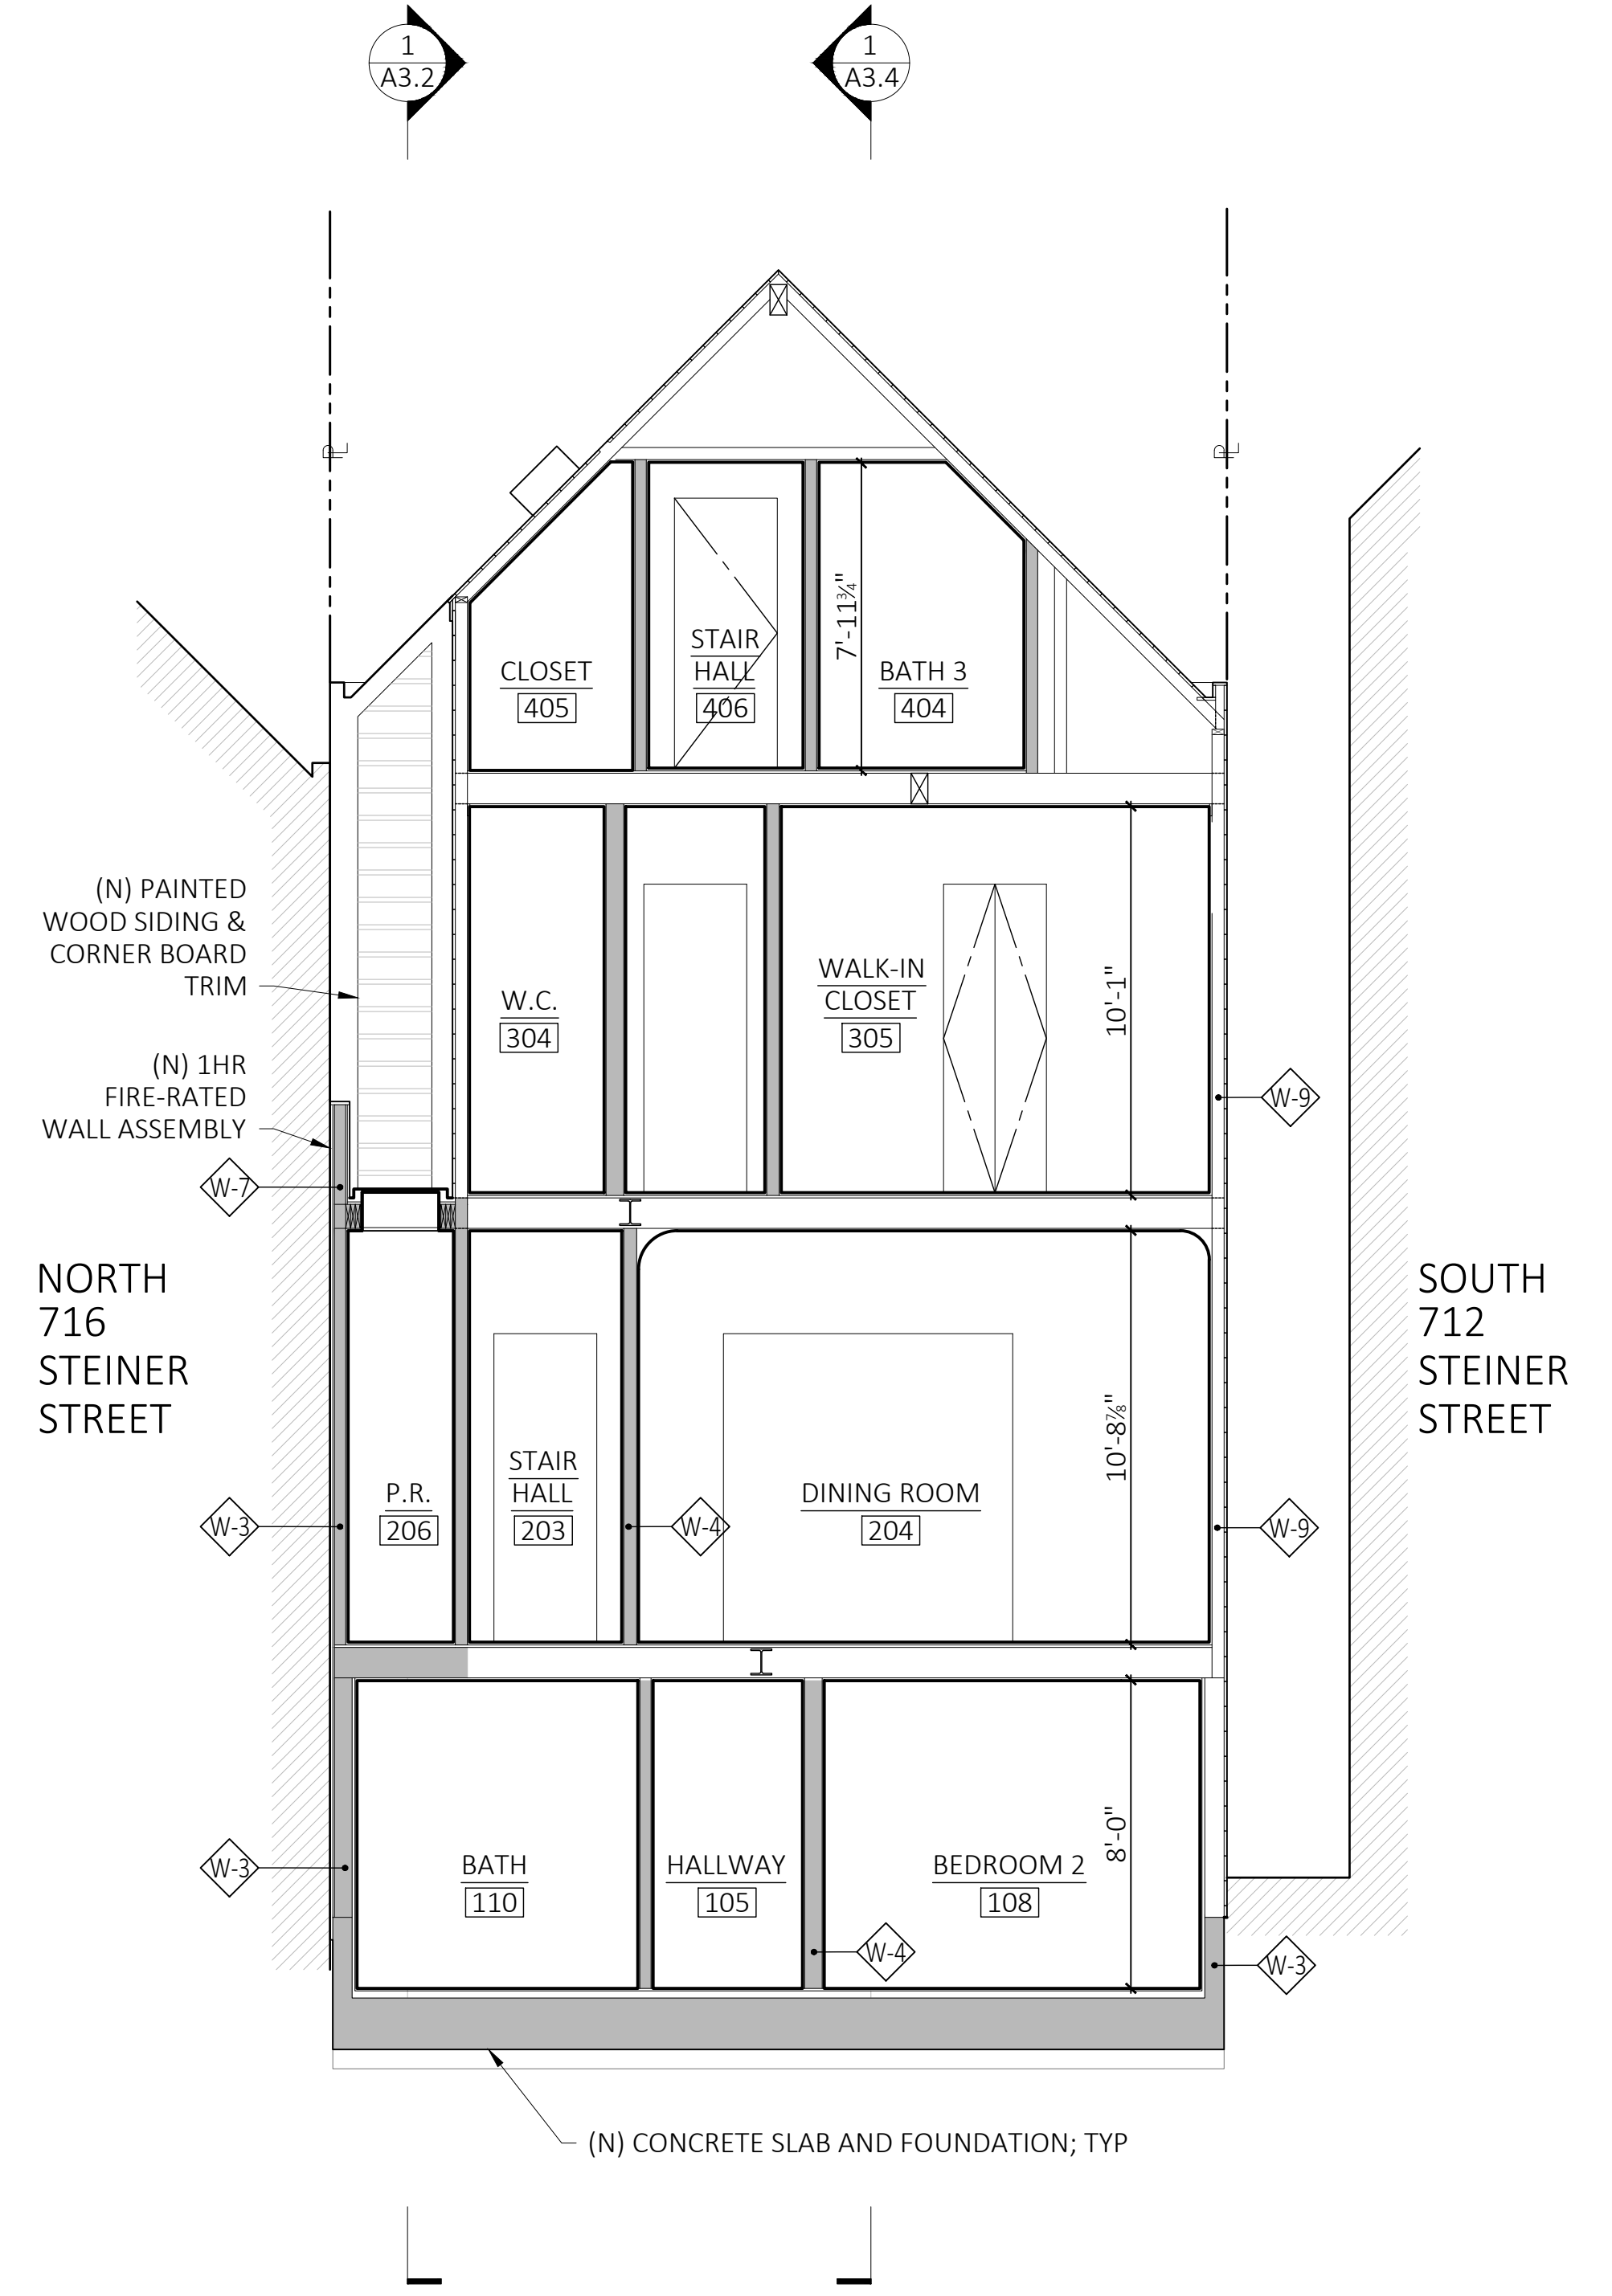 1
A3.2
1
A3.4
PL
PL
7'-11¾"
CLOSET
405
STAIR
HALL
406
BATH 3
404
(N) PAINTED
WOOD SIDING &
CORNER BOARD
TRIM
W.C.
304
WALK-IN
CLOSET
305
10'-1"
(N) 1HR
FIRE-RATED
WALL ASSEMBLY
W-9
W-7
NORTH
716
STEINER
STREET
SOUTH
712
STEINER
STREET
10'-8⅞"
P.R.
206
STAIR
HALL
203
DINING ROOM
204
W-3
W-4
W-9
8'-0"
W-3
BATH
110
HALLWAY
105
BEDROOM 2
108
W-4
W-3
(N) CONCRETE SLAB AND FOUNDATION; TYP